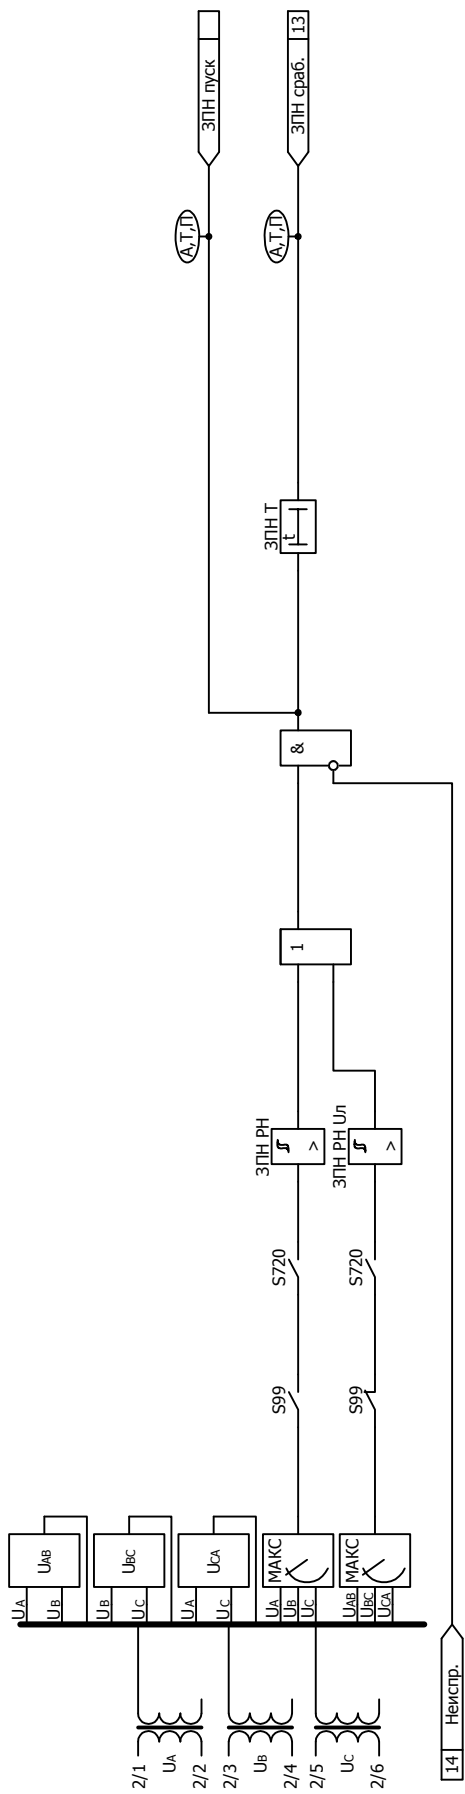 ЗПН пуск
ЗПН сраб. 13
А,Т,П
А,Т,П
ЗПН Т
t
&
1
ЗПН РН
>
ЗПН РН Uл
>
S720
S720
S99
S99
UAB
UA
UB
UBC
UB
UC
UCA
UA
UC
МАКС
UA
UB
UC
МАКС
UAB
UBC
UCA
2/1
UA
2/2
2/3
UB
2/4
2/5
UC
2/6
14 Неиспр.